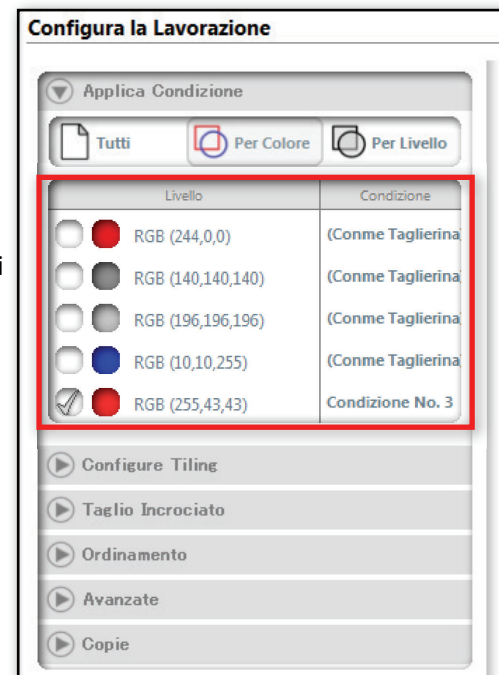 Configura la Lavorazione
Applica Condizione
Tutti Per Colore Per Livello
Livello Condizione
RGB (244,0,0) (Conme Taglierina
RGB (140,140,140) (Conme Taglierina
i
RGB (196,196,196) (Conme Taglierina
RGB (10,10,255) (Conme Taglierina
RGB (255,43,43) Condizione No. 3
Configure Tiling
Taglio Incrociato
Ordinamento
Avanzate
Copie